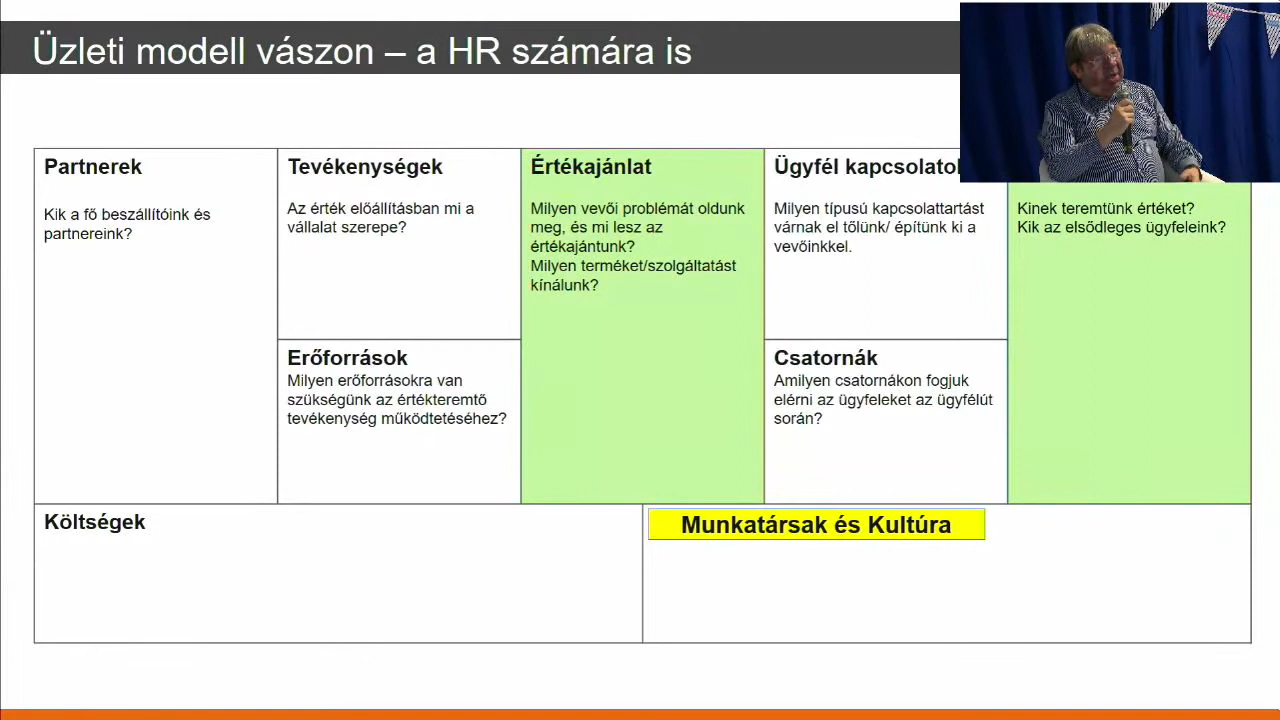 Üzleti modell vászon – a HR számára is
Partnerek
Kik a fő beszállítóink és
partnereink?
Tevékenységek
Az érték előállításban mi a
vállalat szerepe?
Erőforrások
Milyen erőforrásokra van
szükségünk az értékteremtő
tevékenység működtetéséhez?
Értékajánlat
Milyen vevői problémát oldunk
meg, és mi lesz az
értékajántunk?
Milyen terméket/szolgáltatást
kínálunk?
Ügyfél
Milyen típusú kapcsolattartást
várnak el tőlünk/ építünk ki a
vevőinkkel.
Csatornák
Amilyen csatornákon fogjuk
elérni az ügyfeleket az ügyfélút
során?
Kinek teremtünk értéket?
Kik az elsődleges ügyfeleink?
Költségek
Munkatársak és Kultúra